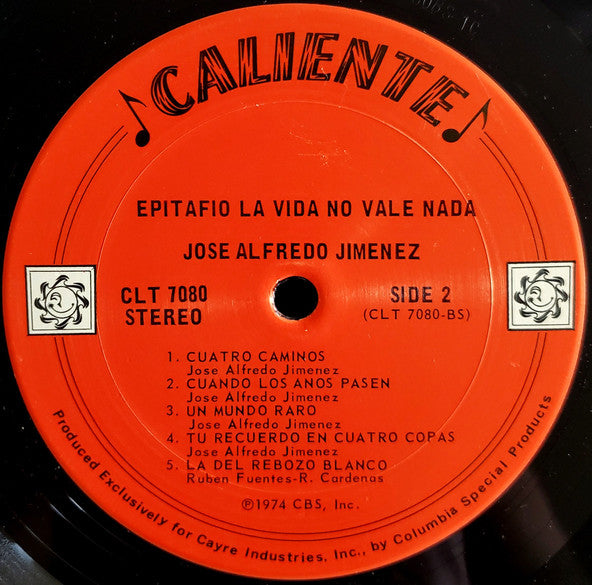 CALIENTE
EPITAFIO LA VIDA NO VALE NADA
JOSE ALFREDO JIMENEZ
CLT 7080
STEREO
SIDE 2
(CLT 7080-BS)
1. CUATRO CAMINOS
Jose Alfredo Jimenez
2. CUANDO LOS ANOS PASEN
Jose Alfredo Jimenez
3. UN MUNDO RARO
Jose Alfredo Jimenez
4. TU RECUERDO EN CUATRO COPAS
Jose Alfredo Jimenez
5. LA DEL REBOZO BLANCO
Ruben Fuentes-R. Cardenas
℗1974 CBS, Inc.
Produced Exclusively for Cayre Industries, Inc., by Columbia Special Products